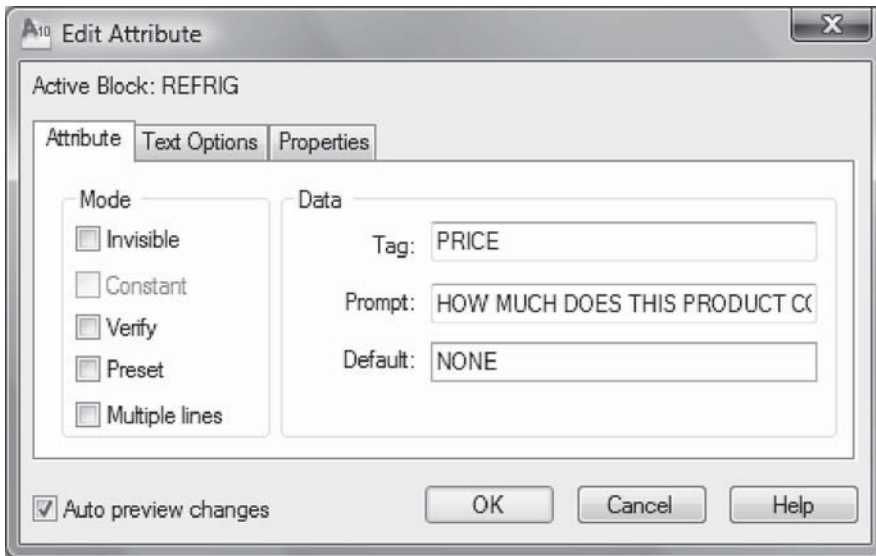 A10 Edit Attribute X
Active Block: REFRIG
Attribute Text Options Properties
Mode
Invisible
Constant
Verify
Preset
Multiple lines
Data
Tag: PRICE
Prompt: HOW MUCH DOES THIS PRODUCT
Default: NONE
Auto preview changes OK Cancel Help